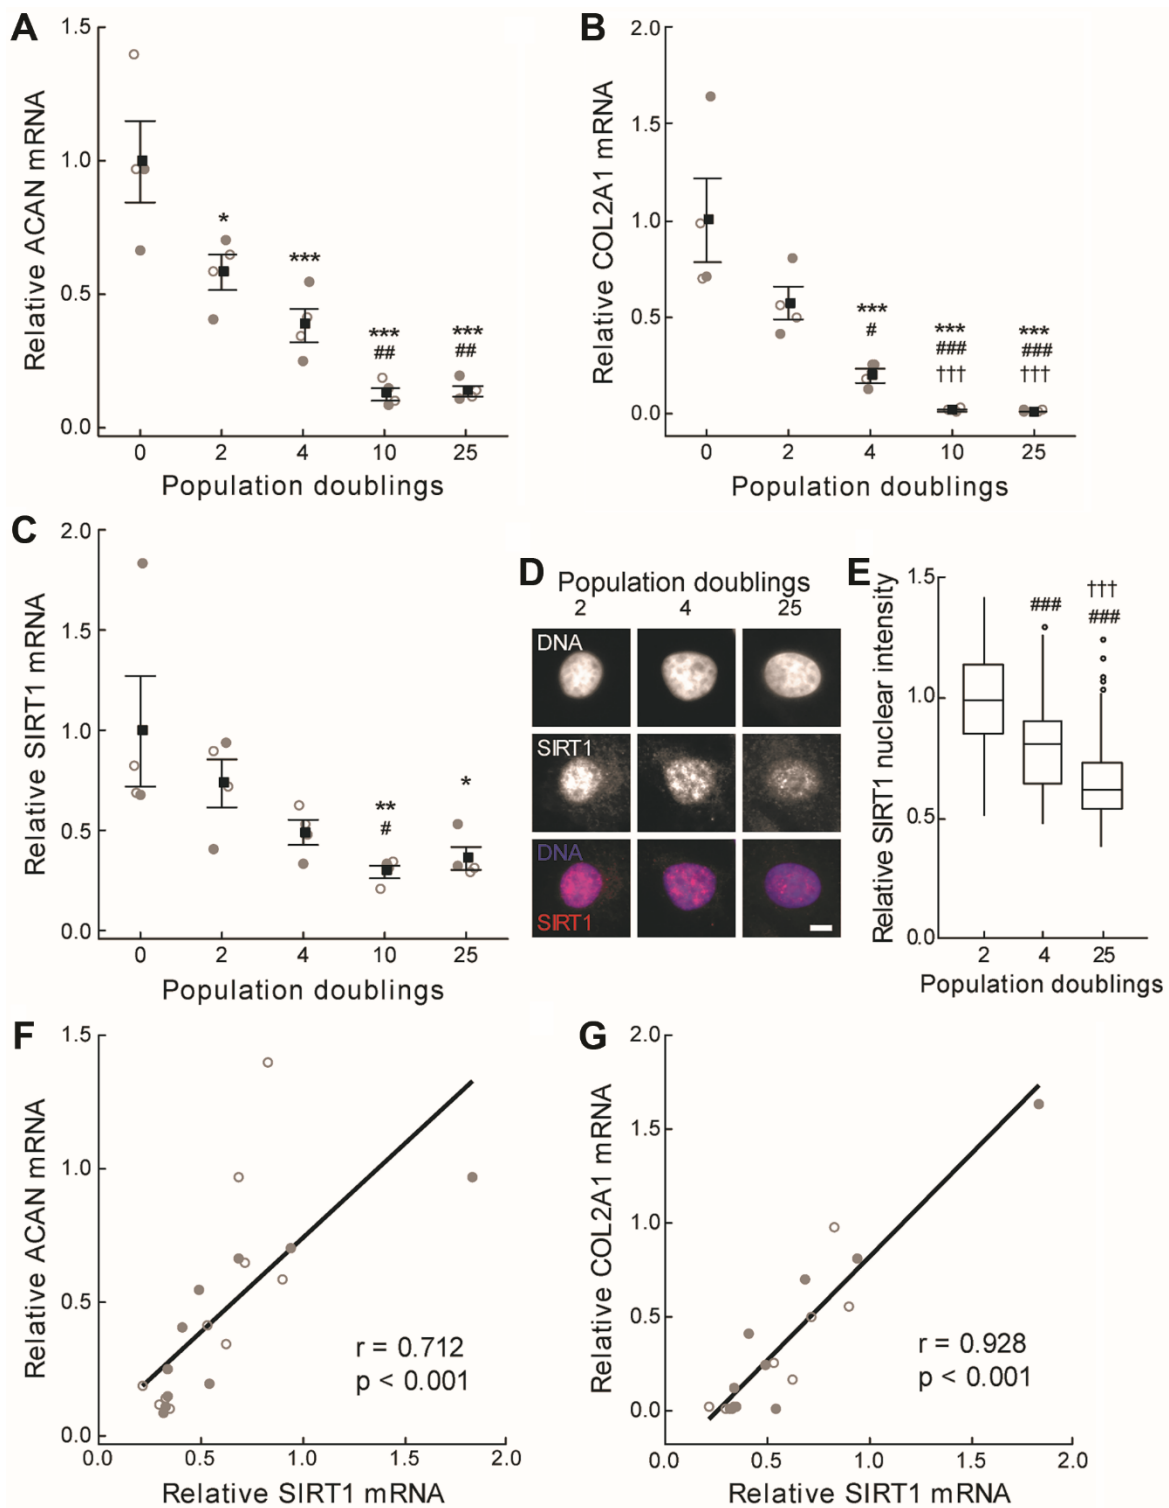 A
Relative ACAN mRNA
1.5
1.0
0.5
0.0
*
***
***
##
***
##
0
2
4
10
25
Population doublings
B
Relative COL2A1 mRNA
2.0
1.5
1.0
0.5
0.0
***
#
***
###
†††
***
###
†††
0
2
4
10
25
Population doublings
C
Relative SIRT1 mRNA
2.0
1.5
1.0
0.5
0.0
**
#
*
0
2
4
10
25
Population doublings
D
Population doublings
2
4
25
DNA
SIRT1
DNA
SIRT1
E
Relative SIRT1 nuclear intensity
1.5
1.0
0.5
0.0
###
†††
###
2
4
25
Population doublings
F
Relative ACAN mRNA
1.5
1.0
0.5
0.0
r = 0.712
p < 0.001
0.0
0.5
1.0
1.5
2.0
Relative SIRT1 mRNA
G
Relative COL2A1 mRNA
2.0
1.5
1.0
0.5
0.0
r = 0.928
p < 0.001
0.0
0.5
1.0
1.5
2.0
Relative SIRT1 mRNA